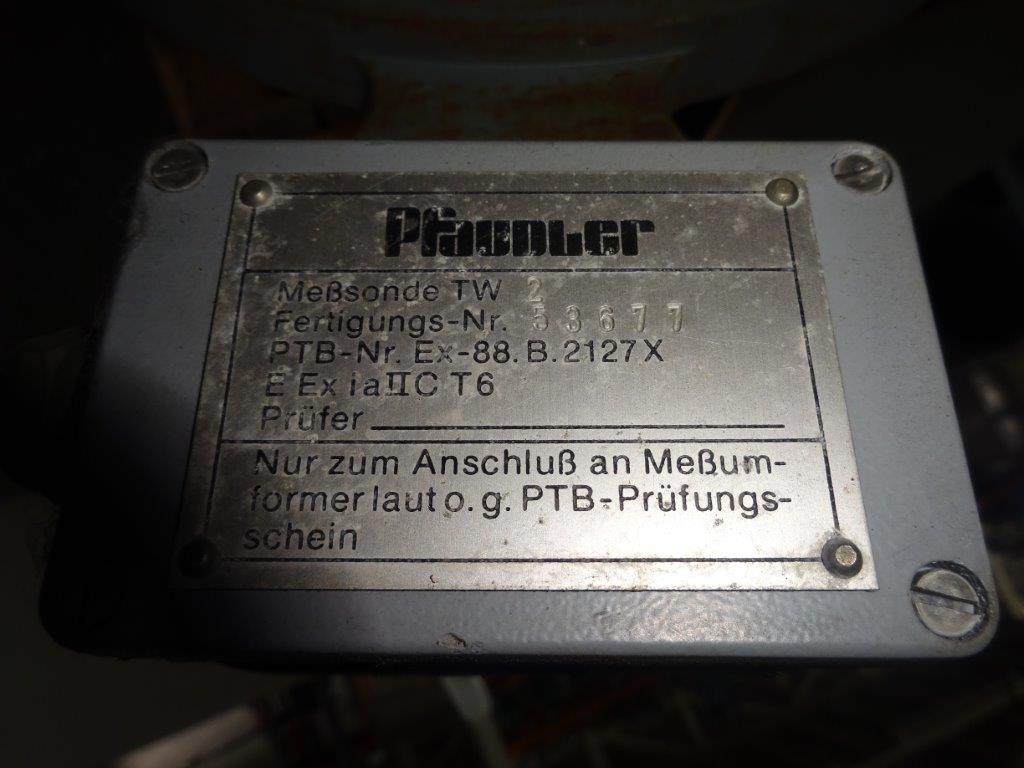 Pfaudler
Meßsonde TW 2
Fertigungs-Nr. 53677
PTB-Nr. Ex-88.B.2127X
E Ex ia IIC T6
Prüfer
Nur zum Anschluß an Meßum-
former laut o. g. PTB-Prüfungs-
schein